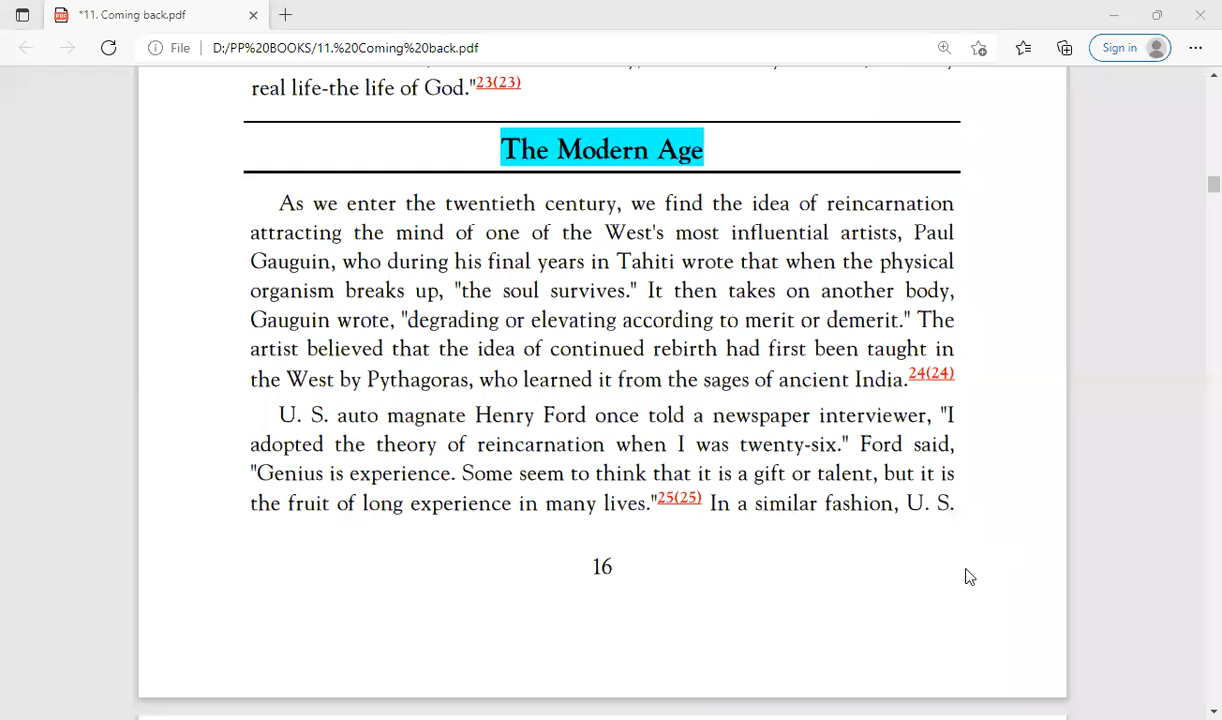 *11. Coming back.pdf
File D:/PP%20BOOKS/11.%20Coming%20back.pdf Sign in
real life-the life of God."23(23)
The Modern Age
As we enter the twentieth century, we find the idea of reincarnation
attracting the mind of one of the West's most influential artists, Paul
Gauguin, who during his final years in Tahiti wrote that when the physical
organism breaks up, "the soul survives." It then takes on another body,
Gauguin wrote, "degrading or elevating according to merit or demerit." The
artist believed that the idea of continued rebirth had first been taught in
the West by Pythagoras, who learned it from the sages of ancient India.24(24)
U. S. auto magnate Henry Ford once told a newspaper interviewer, "I
adopted the theory of reincarnation when I was twenty-six." Ford said,
"Genius is experience. Some seem to think that it is a gift or talent, but it is
the fruit of long experience in many lives."25(25) In a similar fashion, U. S.
16